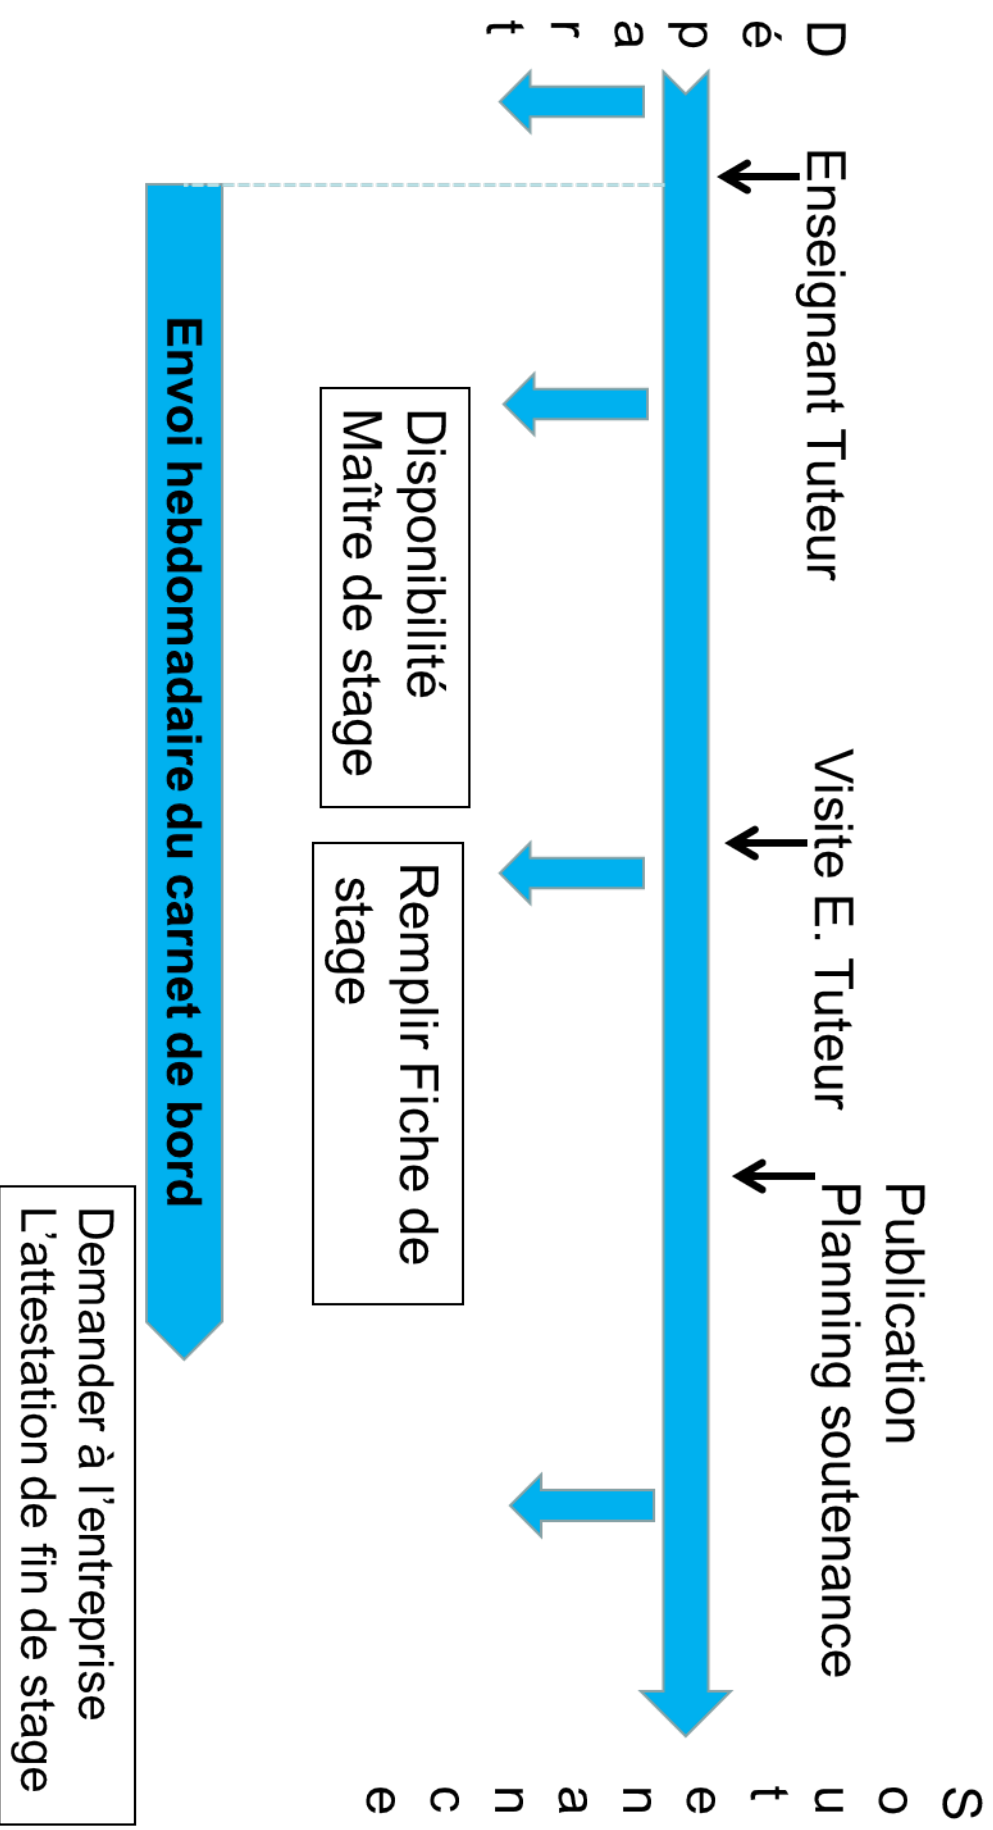 Départ
Enseignant Tuteur
Visite E. Tuteur
Publication
Planning soutenance
Soutenance
Disponibilité
Maître de stage
Remplir Fiche de
stage
Envoi hebdomadaire du carnet de bord
Demander à l’entreprise
L’attestation de fin de stage